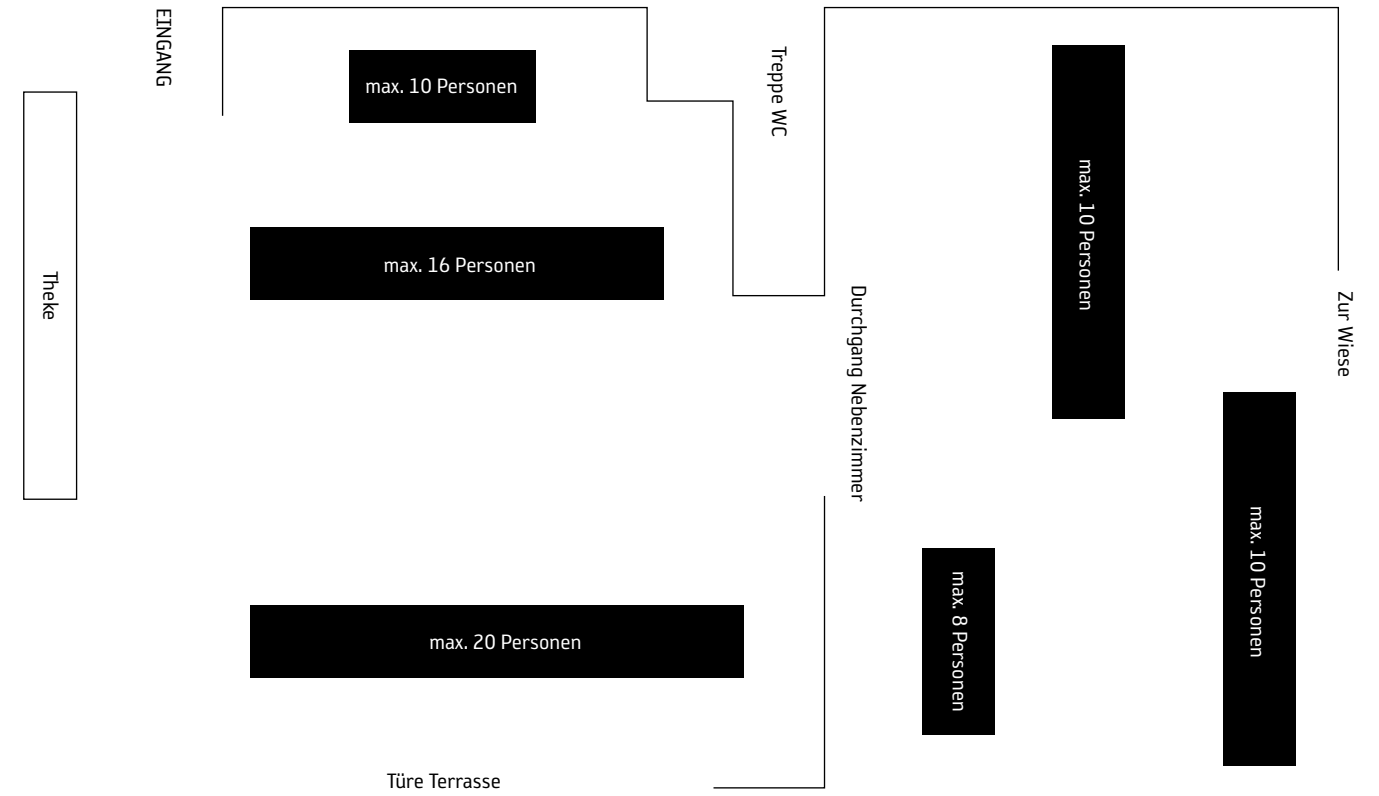 EINGANG
max. 10 Personen
Treppe WC
max. 10 Personen
max. 16 Personen
Theke
Durchgang Nebenzimmer
Zur Wiese
max. 10 Personen
max. 8 Personen
max. 20 Personen
Türe Terrasse